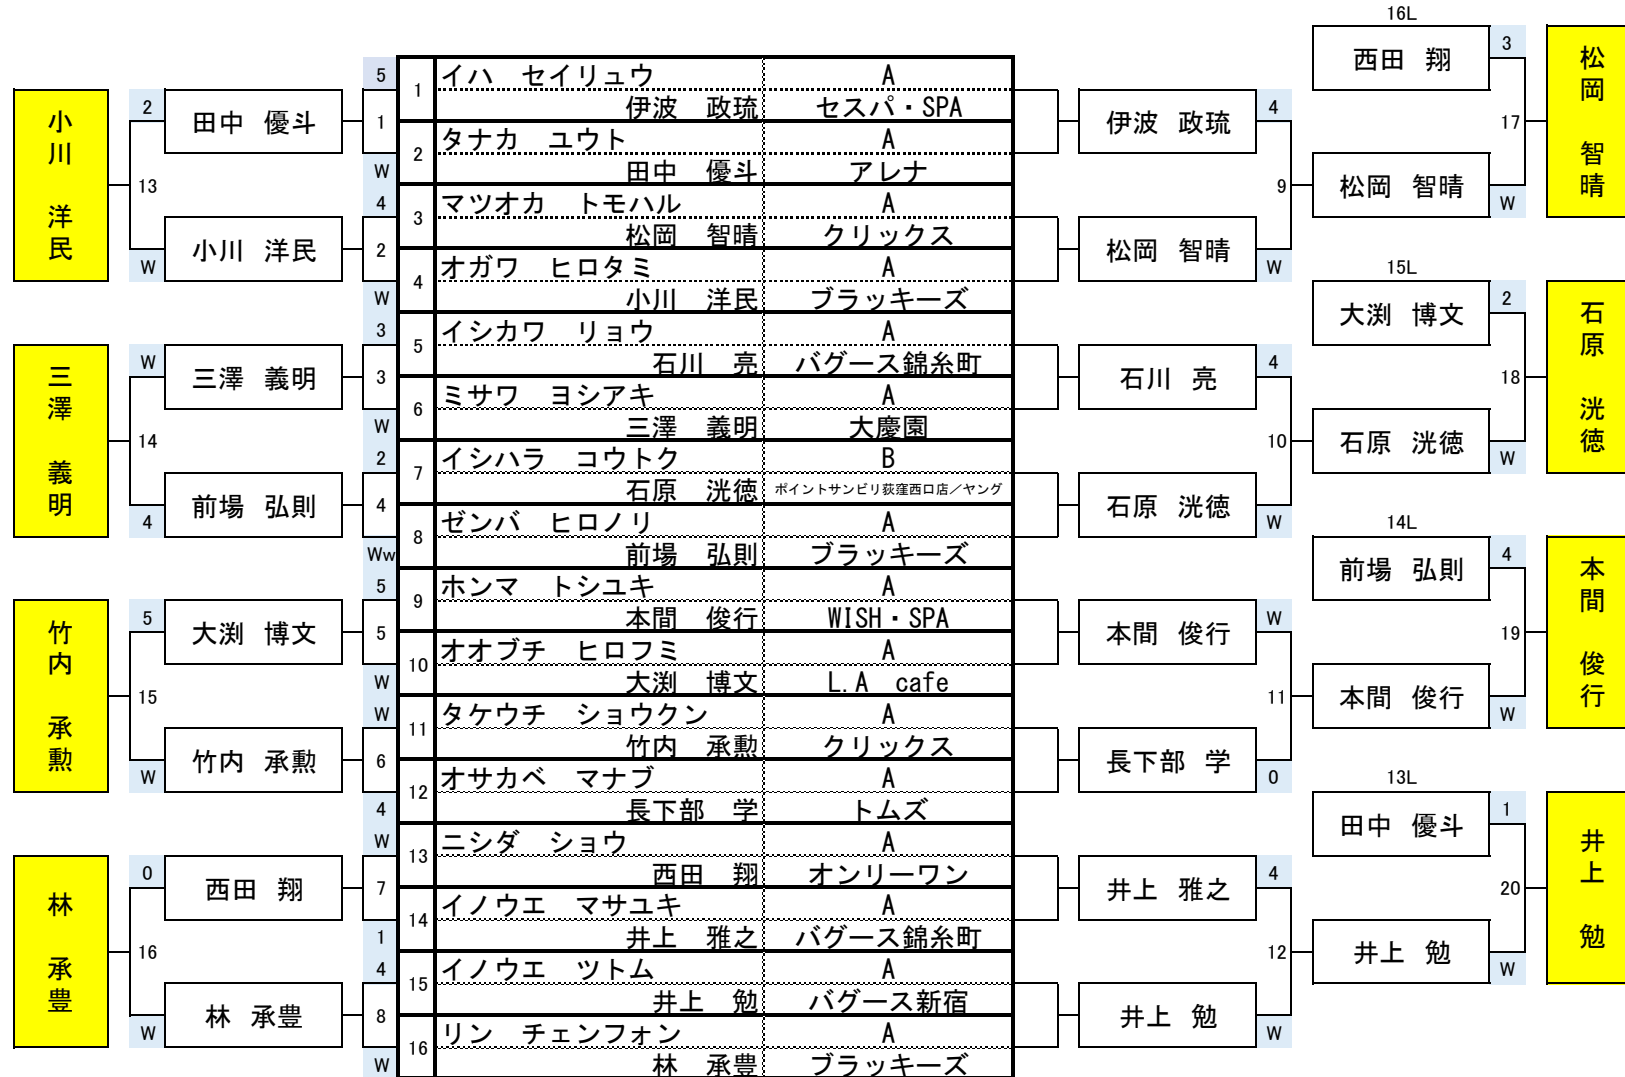 小川 洋民
三澤 義明
竹内 承勲
林 承豊
2
13
W
W
14
4
5
15
W
0
16
W
田中 優斗
小川 洋民
三澤 義明
前場 弘則
大渕 博文
竹内 承勲
西田 翔
林 承豊
5
1
W
4
2
W
3
3
W
2
4
Ww
5
5
W
W
6
4
W
7
1
4
8
W
1 イハ セイリュウ A
伊波 政琉 セスパ・SPA
2 タナカ ユウト A
田中 優斗 アレナ
3 マツオカ トモハル A
松岡 智晴 クリックス
4 オガワ ヒロタミ A
小川 洋民 ブラッキーズ
5 イシカワ リョウ A
石川 亮 バグース錦糸町
6 ミサワ ヨシアキ A
三澤 義明 大慶園
7 イシハラ コウトク B
石原 洸徳 ポイントサンビリ荻窪西口店／ヤング
8 ゼンバ ヒロノリ A
前場 弘則 ブラッキーズ
9 ホンマ トシユキ A
本間 俊行 WISH・SPA
10 オオブチ ヒロフミ A
大渕 博文 L.A cafe
11 タケウチ ショウクン A
竹内 承勲 クリックス
12 オサカベ マナブ A
長下部 学 トムズ
13 ニシダ ショウ A
西田 翔 オンリーワン
14 イノウエ マサユキ A
井上 雅之 バグース錦糸町
15 イノウエ ツトム A
井上 勉 バグース新宿
16 リン チェンフォン A
林 承豊 ブラッキーズ
伊波 政琉
松岡 智晴
石川 亮
石原 洸徳
本間 俊行
長下部 学
井上 雅之
井上 勉
4
9
W
4
10
W
W
11
0
4
12
W
16L
西田 翔
松岡 智晴
15L
大渕 博文
石原 洸徳
14L
前場 弘則
本間 俊行
13L
田中 優斗
井上 勉
3
17
W
2
18
W
4
19
W
1
20
W
松岡 智晴
石原 洸徳
本間 俊行
井上 勉